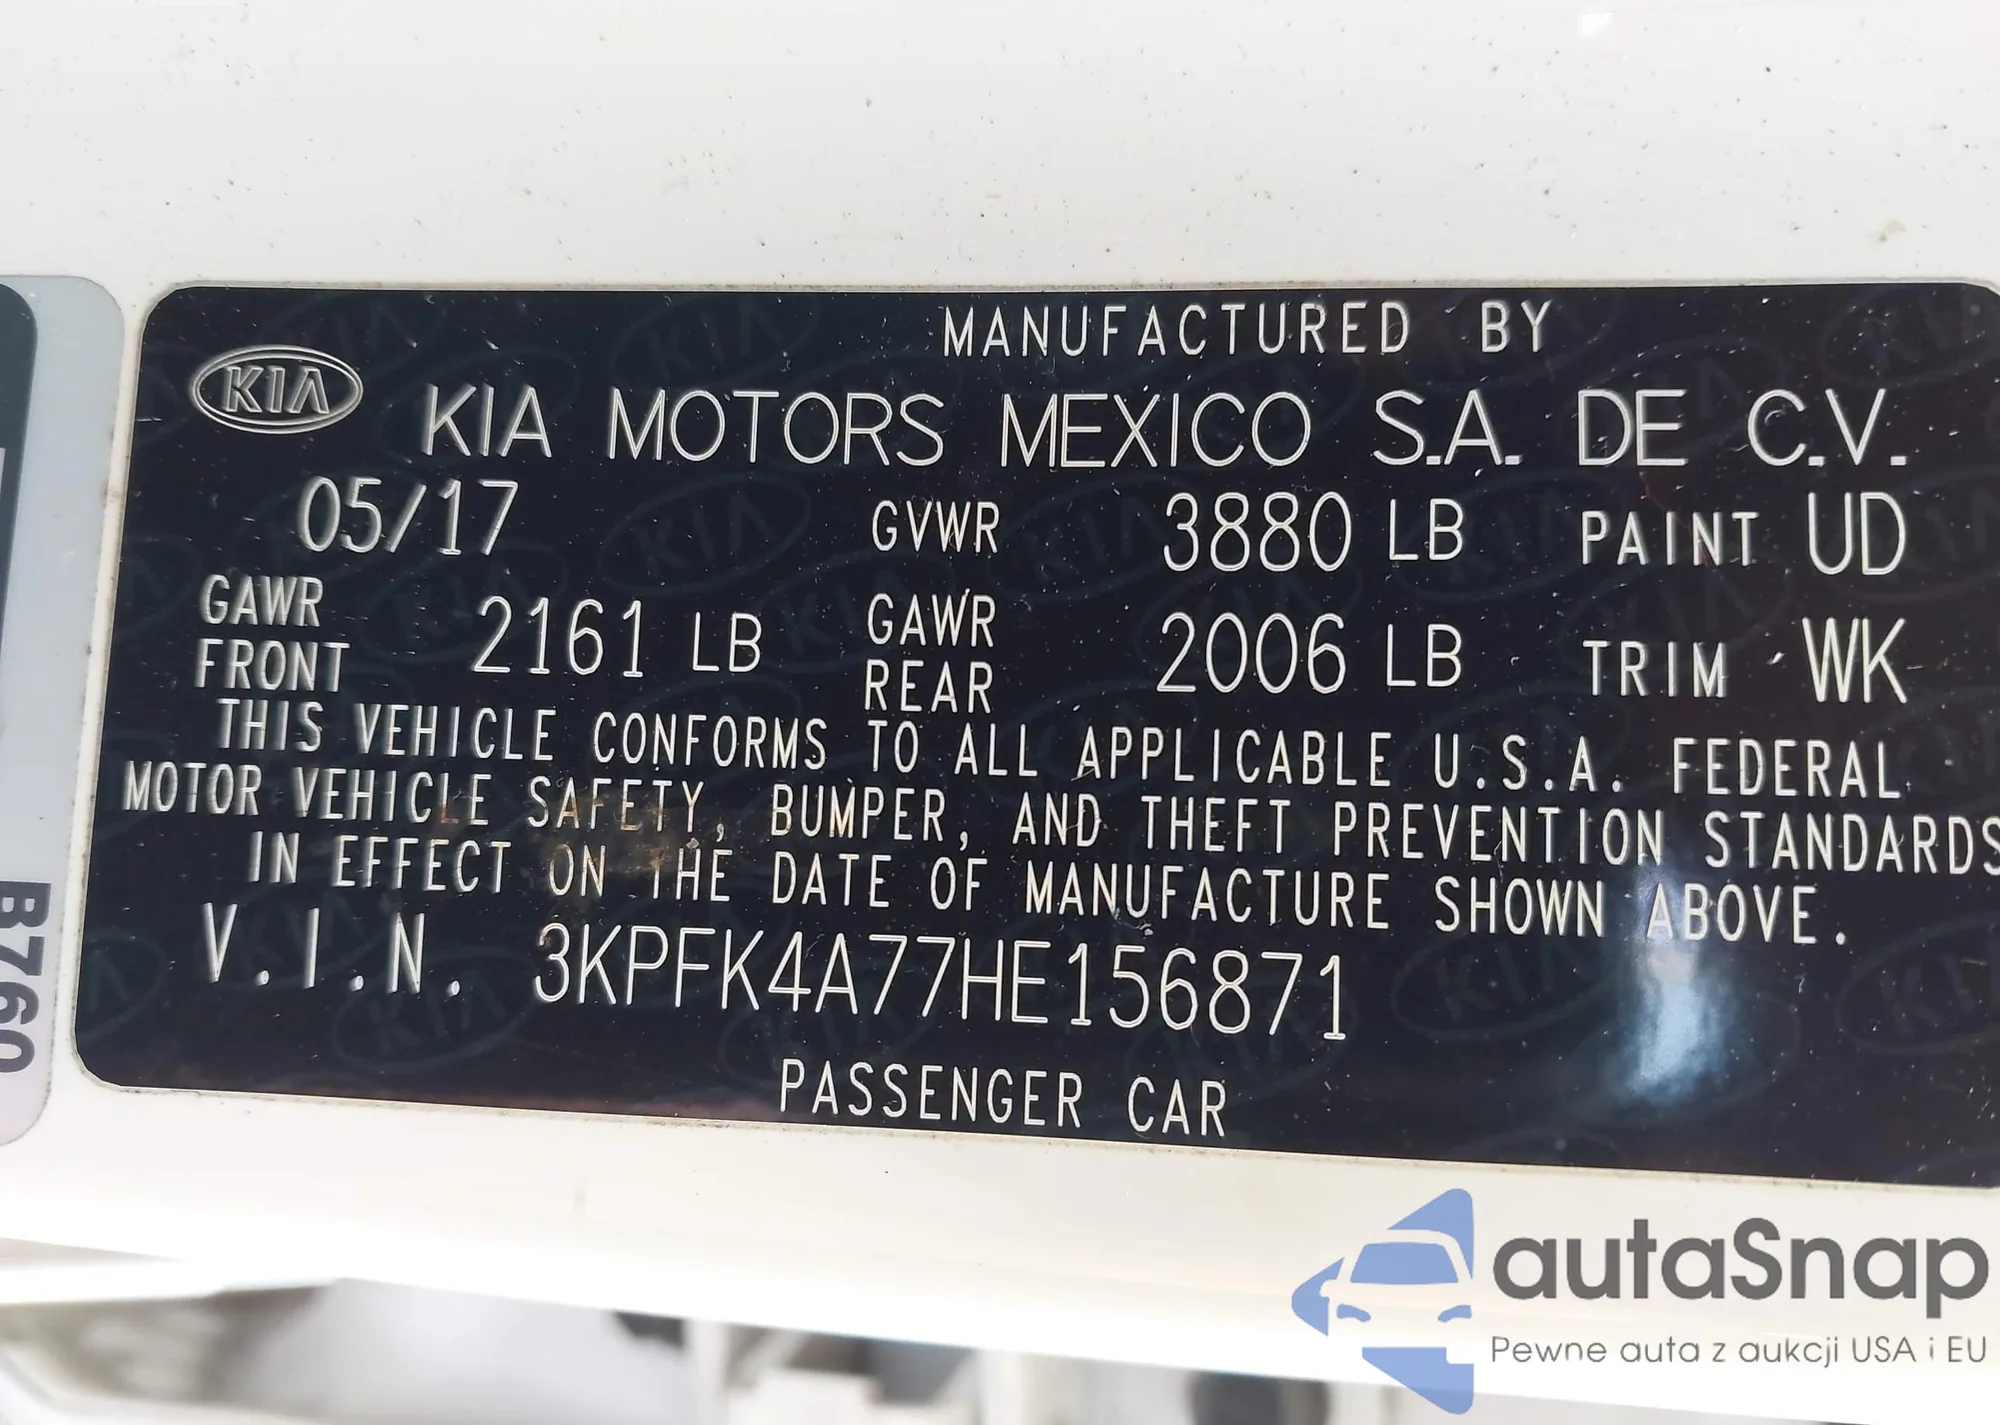 MANUFACTURED BY
KIA KIA MOTORS MEXICO S.A. DE C.V.
05/17 GVWR 3880 LB PAINT UD
GAWR FRONT 2161 LB GAWR REAR 2006 LB TRIM WK
THIS VEHICLE CONFORMS TO ALL APPLICABLE U.S.A. FEDERAL
MOTOR VEHICLE SAFETY, BUMPER, AND THEFT PREVENTION STANDARDS
IN EFFECT ON THE DATE OF MANUFACTURE SHOWN ABOVE.
V.I.N. 3KPFK4A77HE156871
PASSENGER CAR
B760
autaSnap
Pewne auta z aukcji USA i EU